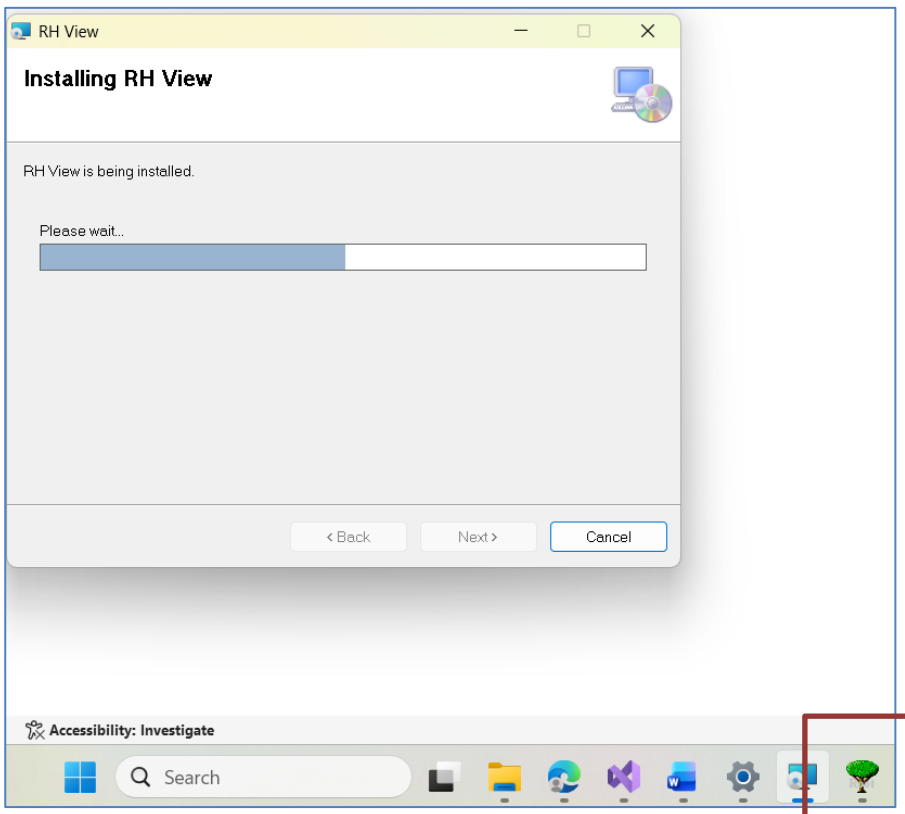 RH View
Installing RH View
RH View is being installed.
Please wait...
< Back
Next >
Cancel
Accessibility: Investigate
Search